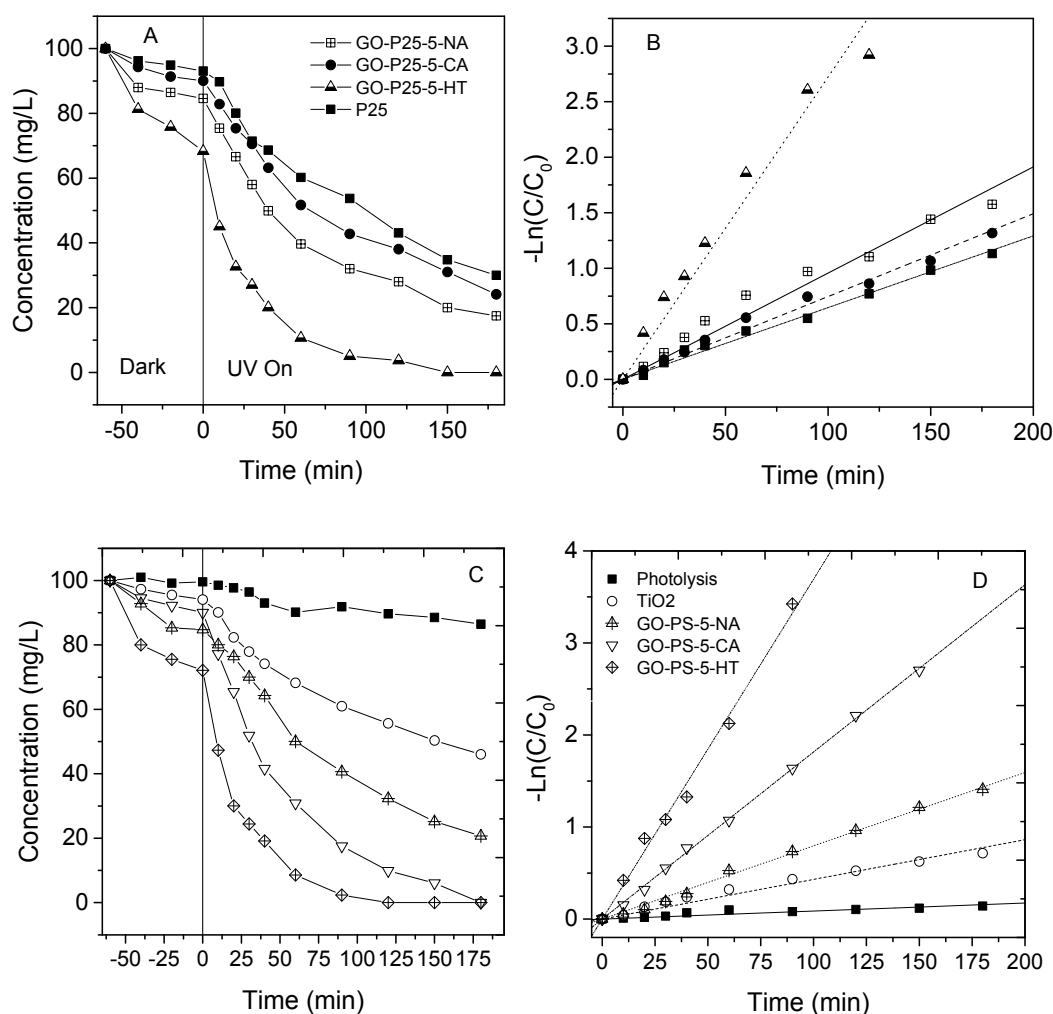 A
GO-P25-5-NA
GO-P25-5-CA
GO-P25-5-HT
P25
Concentration (mg/L)
100
80
60
40
20
0
Dark
UV On
-50
0
50
100
150
Time (min)
B
-Ln(C/C0)
3.0
2.5
2.0
1.5
1.0
0.5
0.0
0
50
100
150
200
Time (min)
C
Concentration (mg/L)
100
80
60
40
20
0
-50
-25
0
25
50
75
100
125
150
175
Time (min)
D
Photolysis
TiO2
GO-PS-5-NA
GO-PS-5-CA
GO-PS-5-HT
-Ln(C/C0)
4
3
2
1
0
0
25
50
75
100
125
150
175
200
Time (min)